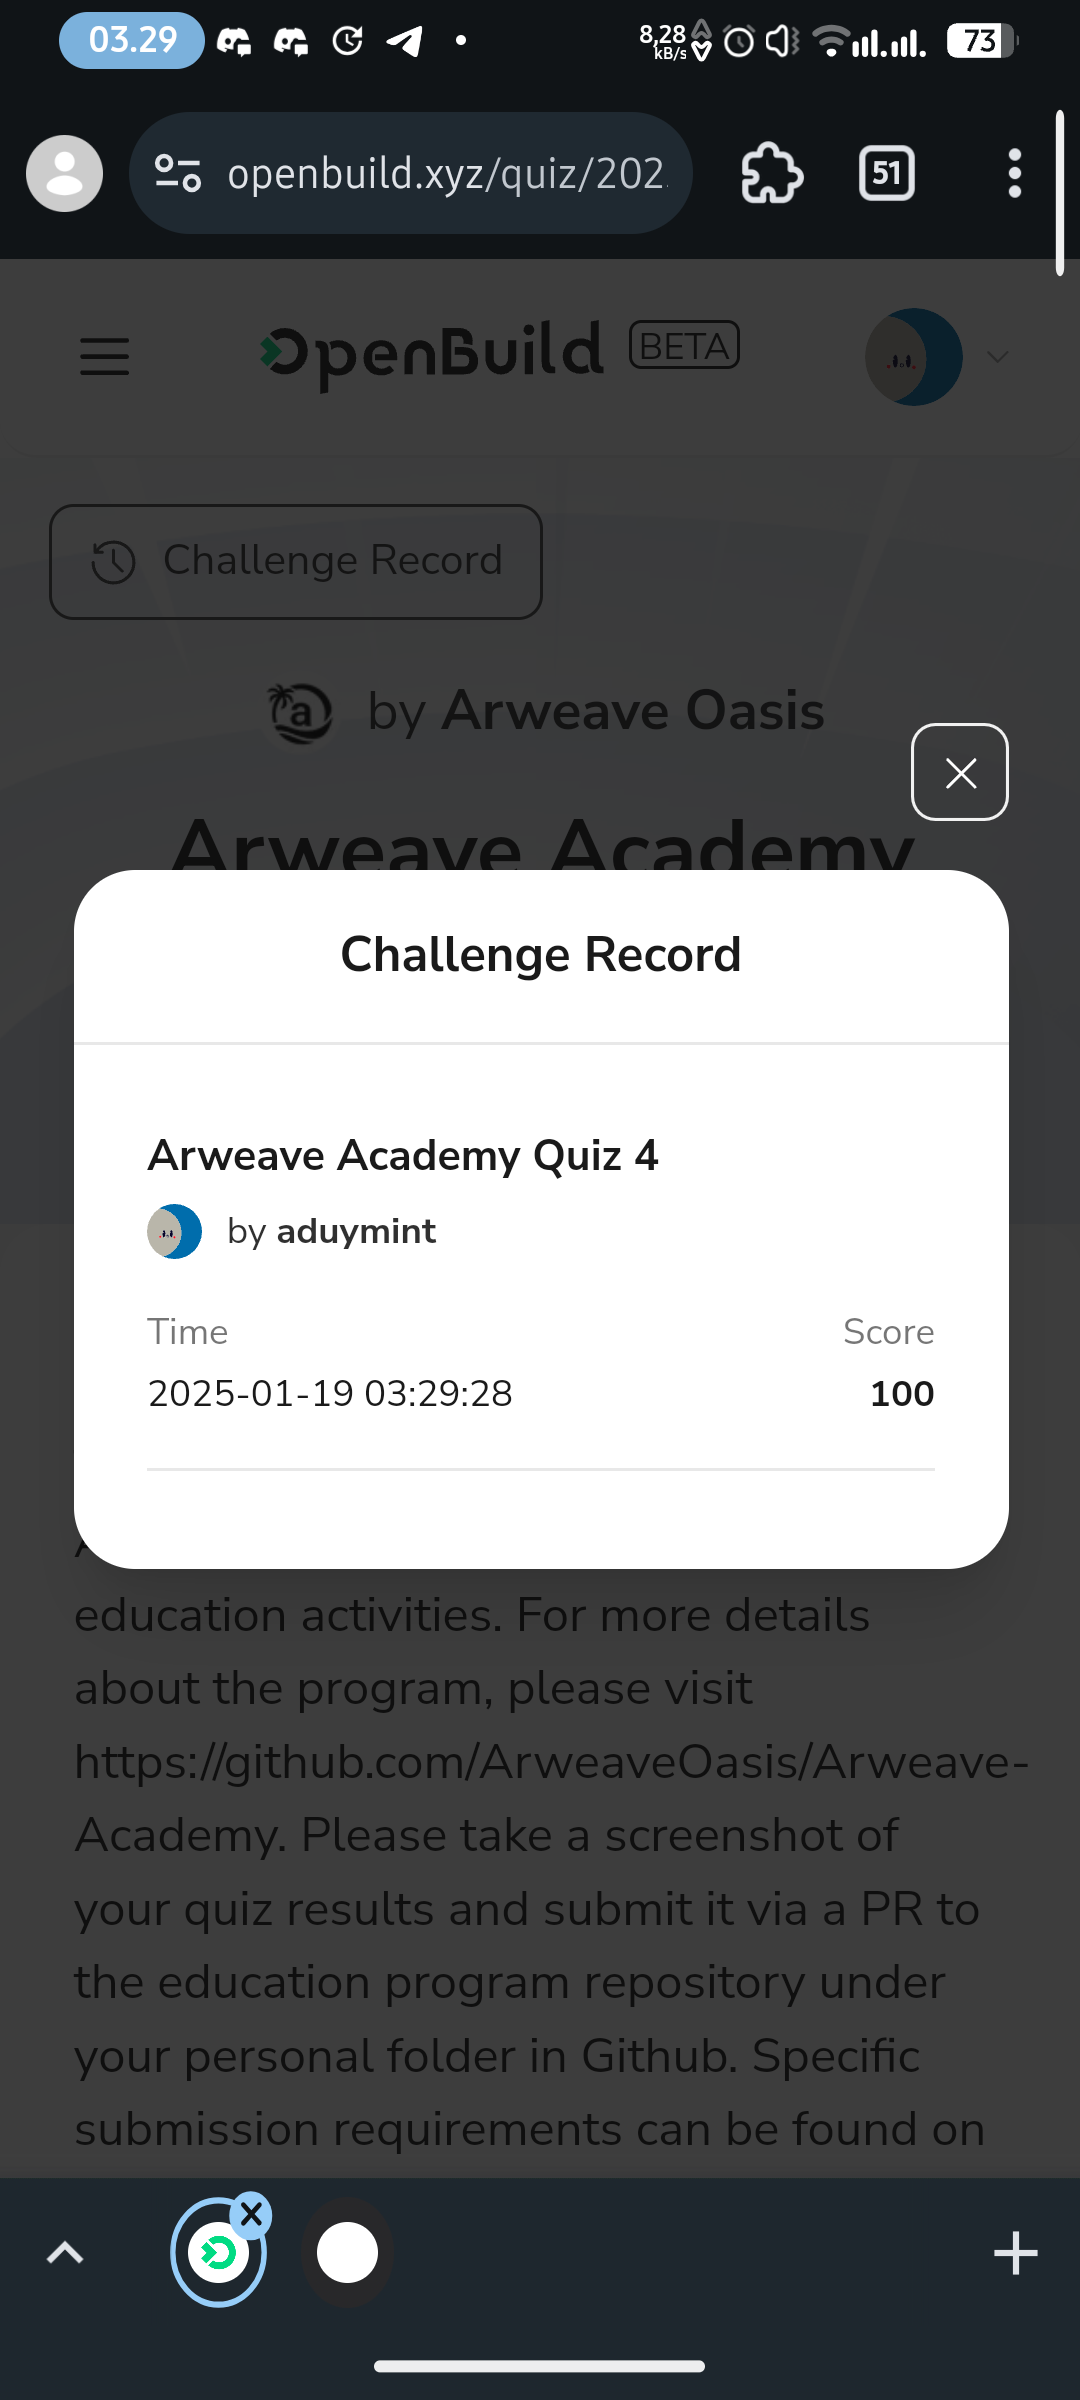 03.29
8,28
kB/s
73
openbuild.xyz/quiz/202
51
OpenBuild BETA
Challenge Record
by Arweave Oasis
Arweave Academy
Challenge Record
Arweave Academy Quiz 4
by aduymint
Time Score
2025-01-19 03:29:28 100
education activities. For more details
about the program, please visit
https://github.com/ArweaveOasis/Arweave-
Academy. Please take a screenshot of
your quiz results and submit it via a PR to
the education program repository under
your personal folder in Github. Specific
submission requirements can be found on